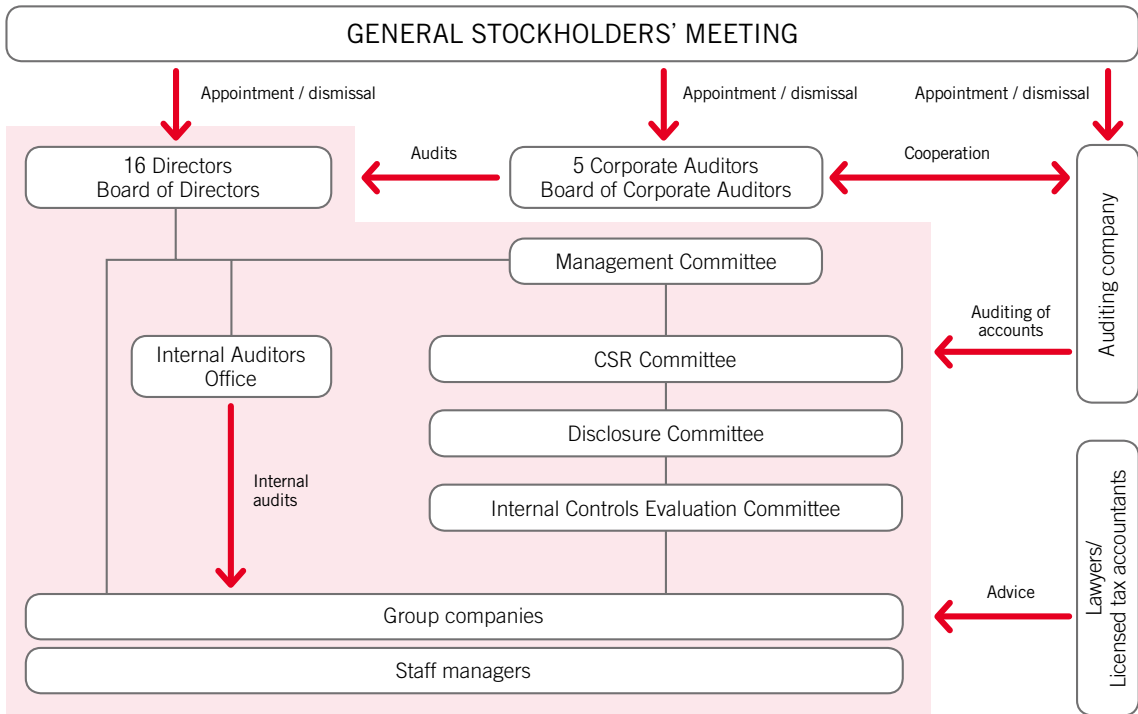 GENERAL STOCKHOLDERS’ MEETING
Appointment / dismissal
Appointment / dismissal
Appointment / dismissal
16 Directors
Board of Directors
Audits
5 Corporate Auditors
Board of Corporate Auditors
Cooperation
Auditing company
Management Committee
Internal Auditors
Office
CSR Committee
Auditing of
accounts
Disclosure Committee
Internal
audits
Internal Controls Evaluation Committee
Lawyers/
Licensed tax accountants
Advice
Group companies
Staff managers